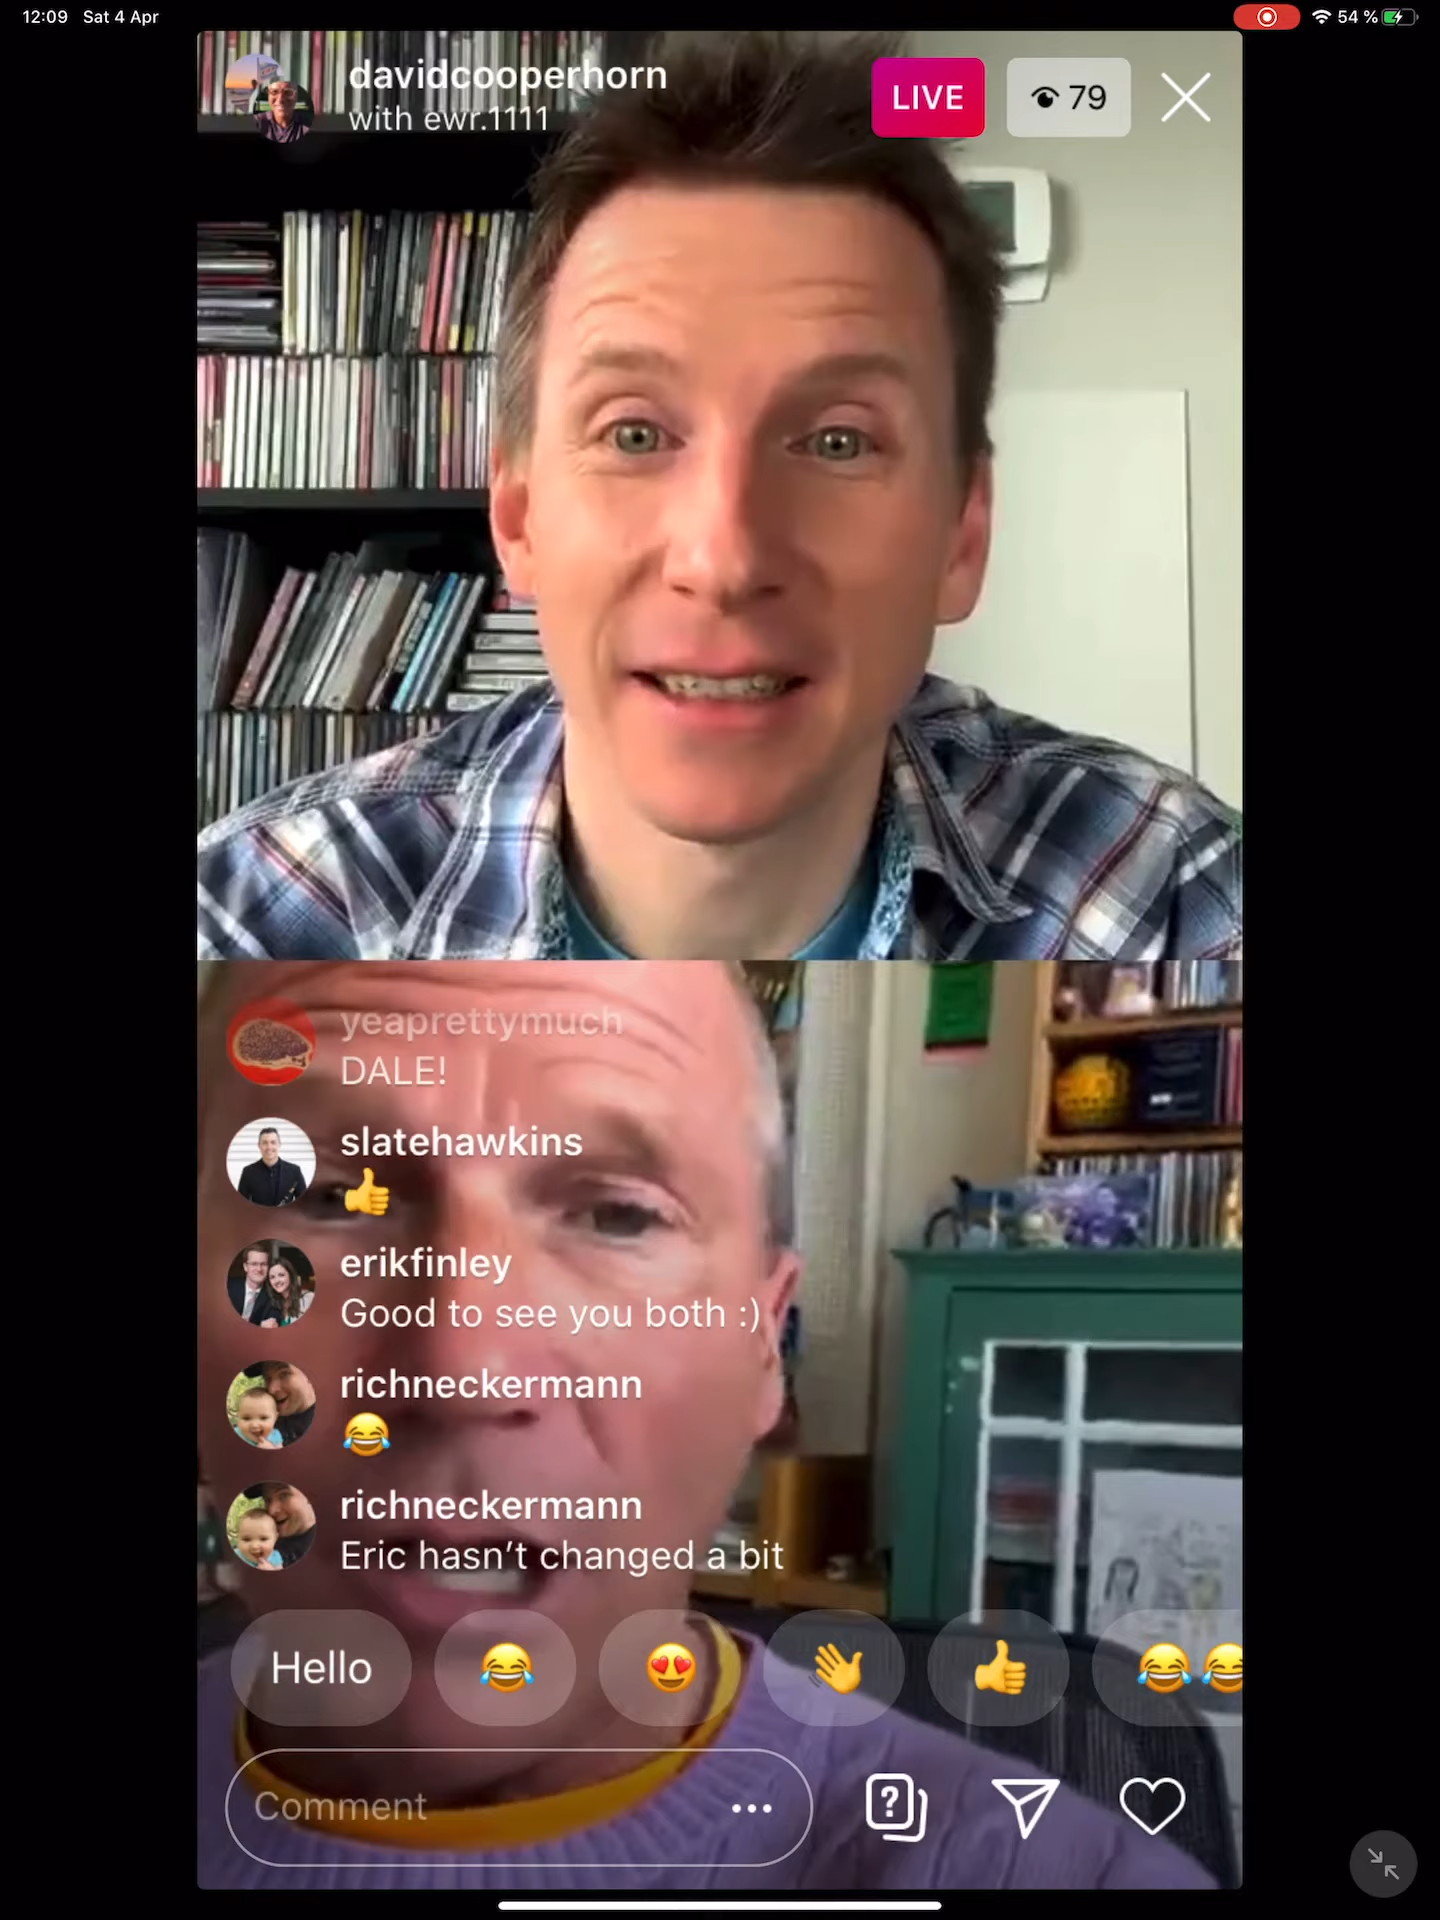 12:09 Sat 4 Apr
54 %
davidcooperhorn
with ewr.1111
LIVE
79
yeaprettymuch
DALE!
slatehawkins
👍
erikfinley
Good to see you both :)
richneckermann
😂
richneckermann
Eric hasn't changed a bit
Hello 😂 😍 👋 👍 😂😂
Comment
?